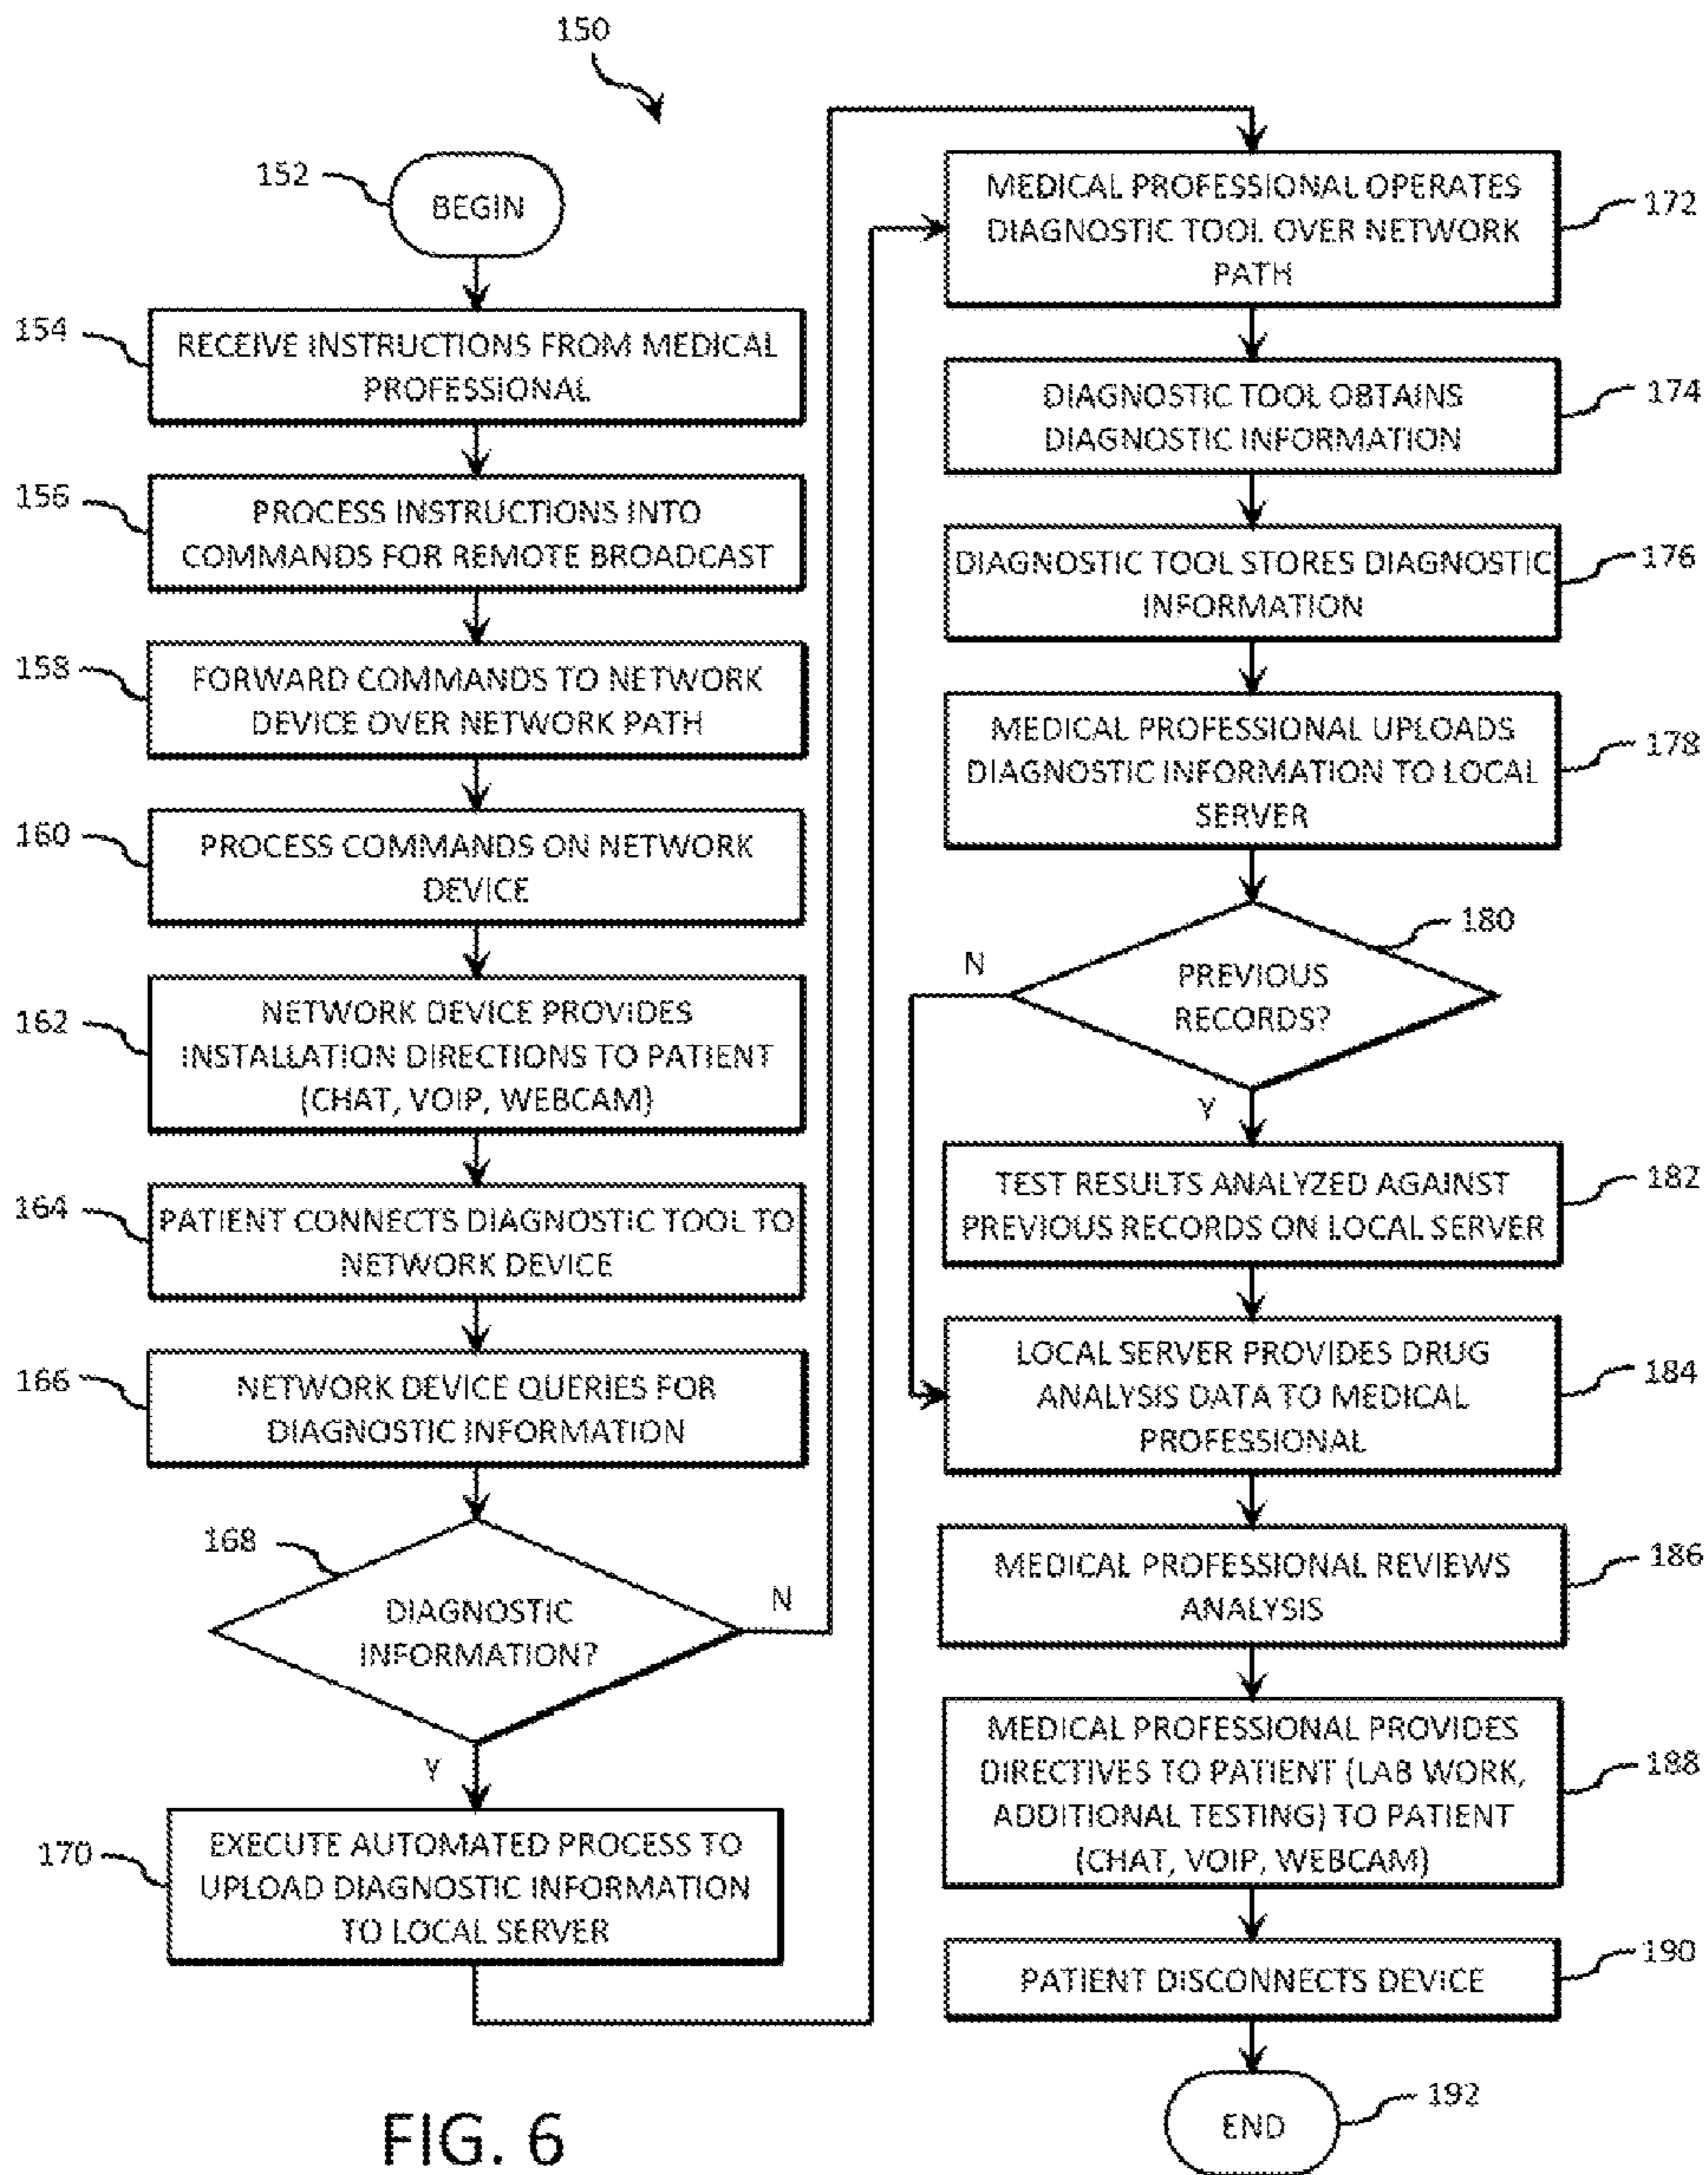 150
152
BEGIN
154
RECEIVE INSTRUCTIONS FROM MEDICAL
PROFESSIONAL
156
PROCESS INSTRUCTIONS INTO
COMMANDS FOR REMOTE BROADCAST
158
FORWARD COMMANDS TO NETWORK
DEVICE OVER NETWORK PATH
160
PROCESS COMMANDS ON NETWORK
DEVICE
162
NETWORK DEVICE PROVIDES
INSTALLATION DIRECTIONS TO PATIENT
(CHAT, VOIP, WEBCAM)
164
PATIENT CONNECTS DIAGNOSTIC TOOL TO
NETWORK DEVICE
166
NETWORK DEVICE QUERIES FOR
DIAGNOSTIC INFORMATION
168
DIAGNOSTIC
INFORMATION?
N
Y
170
EXECUTE AUTOMATED PROCESS TO
UPLOAD DIAGNOSTIC INFORMATION
TO LOCAL SERVER
MEDICAL PROFESSIONAL OPERATES
DIAGNOSTIC TOOL OVER NETWORK
PATH
172
DIAGNOSTIC TOOL OBTAINS
DIAGNOSTIC INFORMATION
174
DIAGNOSTIC TOOL STORES DIAGNOSTIC
INFORMATION
176
MEDICAL PROFESSIONAL UPLOADS
DIAGNOSTIC INFORMATION TO LOCAL
SERVER
178
180
N
PREVIOUS
RECORDS?
Y
TEST RESULTS ANALYZED AGAINST
PREVIOUS RECORDS ON LOCAL SERVER
182
LOCAL SERVER PROVIDES DRUG
ANALYSIS DATA TO MEDICAL
PROFESSIONAL
184
MEDICAL PROFESSIONAL REVIEWS
ANALYSIS
186
MEDICAL PROFESSIONAL PROVIDES
DIRECTIVES TO PATIENT (LAB WORK,
ADDITIONAL TESTING) TO PATIENT
(CHAT, VOIP, WEBCAM)
188
PATIENT DISCONNECTS DEVICE
190
END
192
FIG. 6